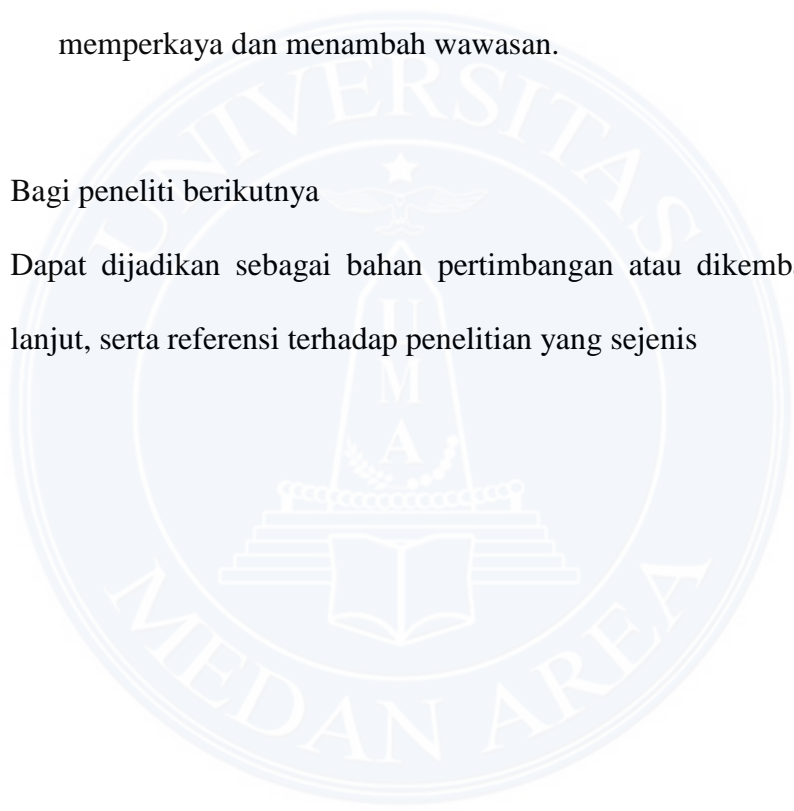 memperkaya dan menambah wawasan.
Bagi peneliti berikutnya
Dapat dijadikan sebagai bahan pertimbangan atau
lanjut, serta referensi terhadap penelitian yang sejenis
UNIVERSITAS
UMA
MEDAN AREA